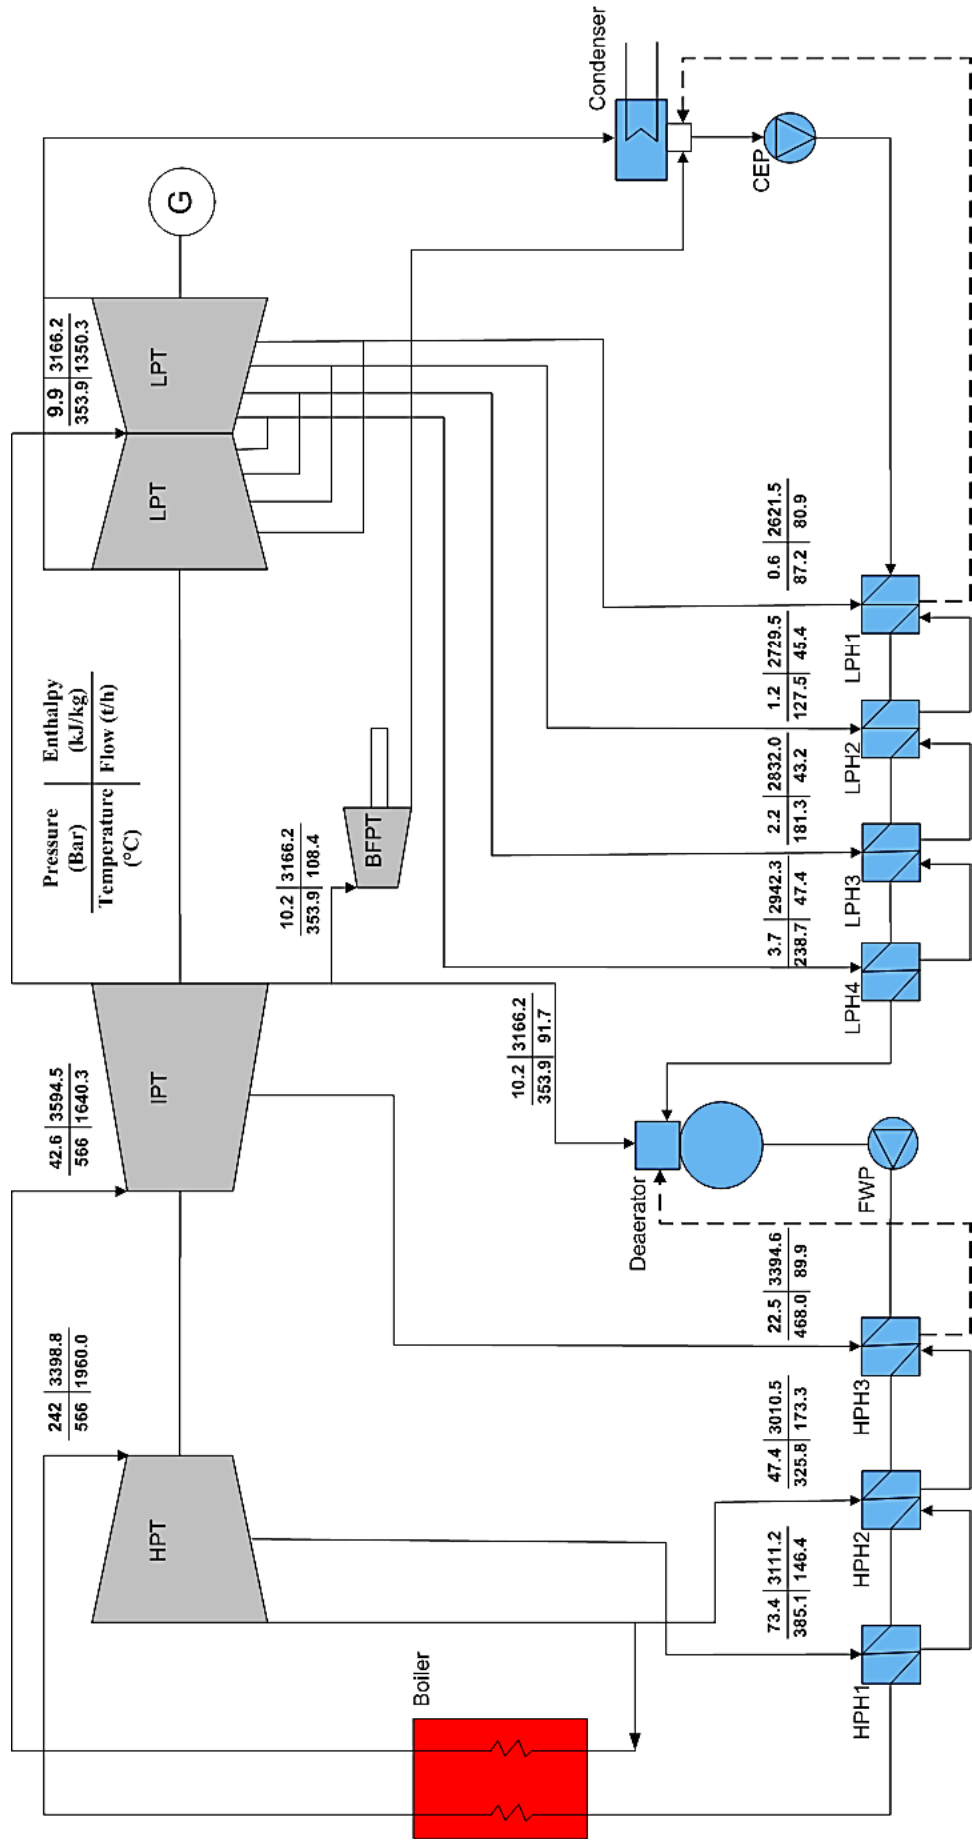 242 3398.8
566 1960.0
42.6 3594.5
566 1640.3
Pressure (Bar) Enthalpy (kJ/kg)
Temperature (°C) Flow (t/h)
9.9 3166.2
353.9 1350.3
HPT
IPT
LPT
LPT
G
10.2 3166.2
353.9 108.4
BFPT
Boiler
10.2 3166.2
353.9 91.7
Deaerator
Condenser
CEP
73.4 3111.2
385.1 146.4
47.4 3010.5
325.8 173.3
22.5 3394.6
468.0 89.9
3.7 2942.3
238.7 47.4
2.2 2832.0
181.3 43.2
1.2 2729.5
127.5 45.4
0.6 2621.5
87.2 80.9
HPH1
HPH2
HPH3
FWP
LPH4
LPH3
LPH2
LPH1